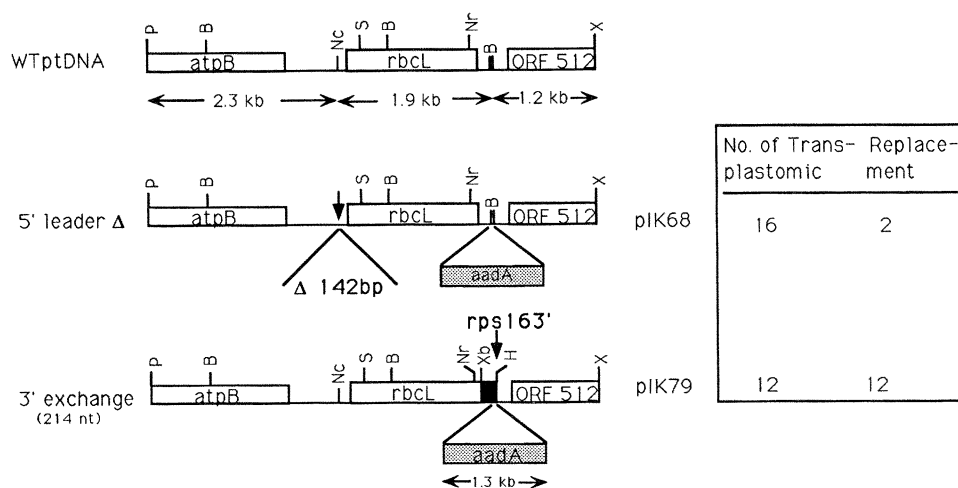 P B Nc S B Nr B X
WTptDNA atpB rbcL ORF 512
2.3 kb 1.9 kb 1.2 kb
No. of Trans- Replace-
plastomic ment
P B S B Nr B X
5' leader Δ atpB rbcL ORF 512 pIK68 16 2
Δ 142bp aadA
rps163'
P B Nc S B Nr Xb H X
3' exchange atpB rbcL ORF 512 pIK79 12 12
(214 nt)
aadA
1.3 kb